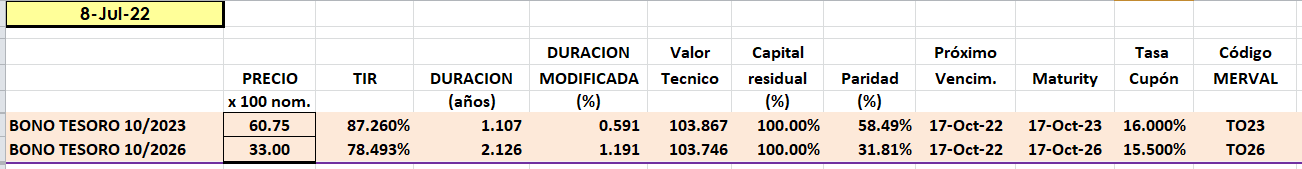 8-Jul-22
DURACION Valor Capital Próximo Tasa Código
PRECIO TIR DURACION MODIFICADA Tecnico residual Paridad Vencim. Maturity Cupón MERVAL
x 100 nom. (años) (%) (%) (%)
BONO TESORO 10/2023 60.75 87.260% 1.107 0.591 103.867 100.00% 58.49% 17-Oct-22 17-Oct-23 16.000% TO23
BONO TESORO 10/2026 33.00 78.493% 2.126 1.191 103.746 100.00% 31.81% 17-Oct-22 17-Oct-26 15.500% TO26